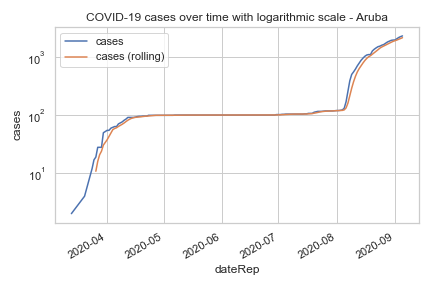 COVID-19 cases over time with logarithmic scale - Aruba
cases
cases (rolling)
10³
10²
10¹
cases
2020-04
2020-05
2020-06
2020-07
2020-08
2020-09
dateRep